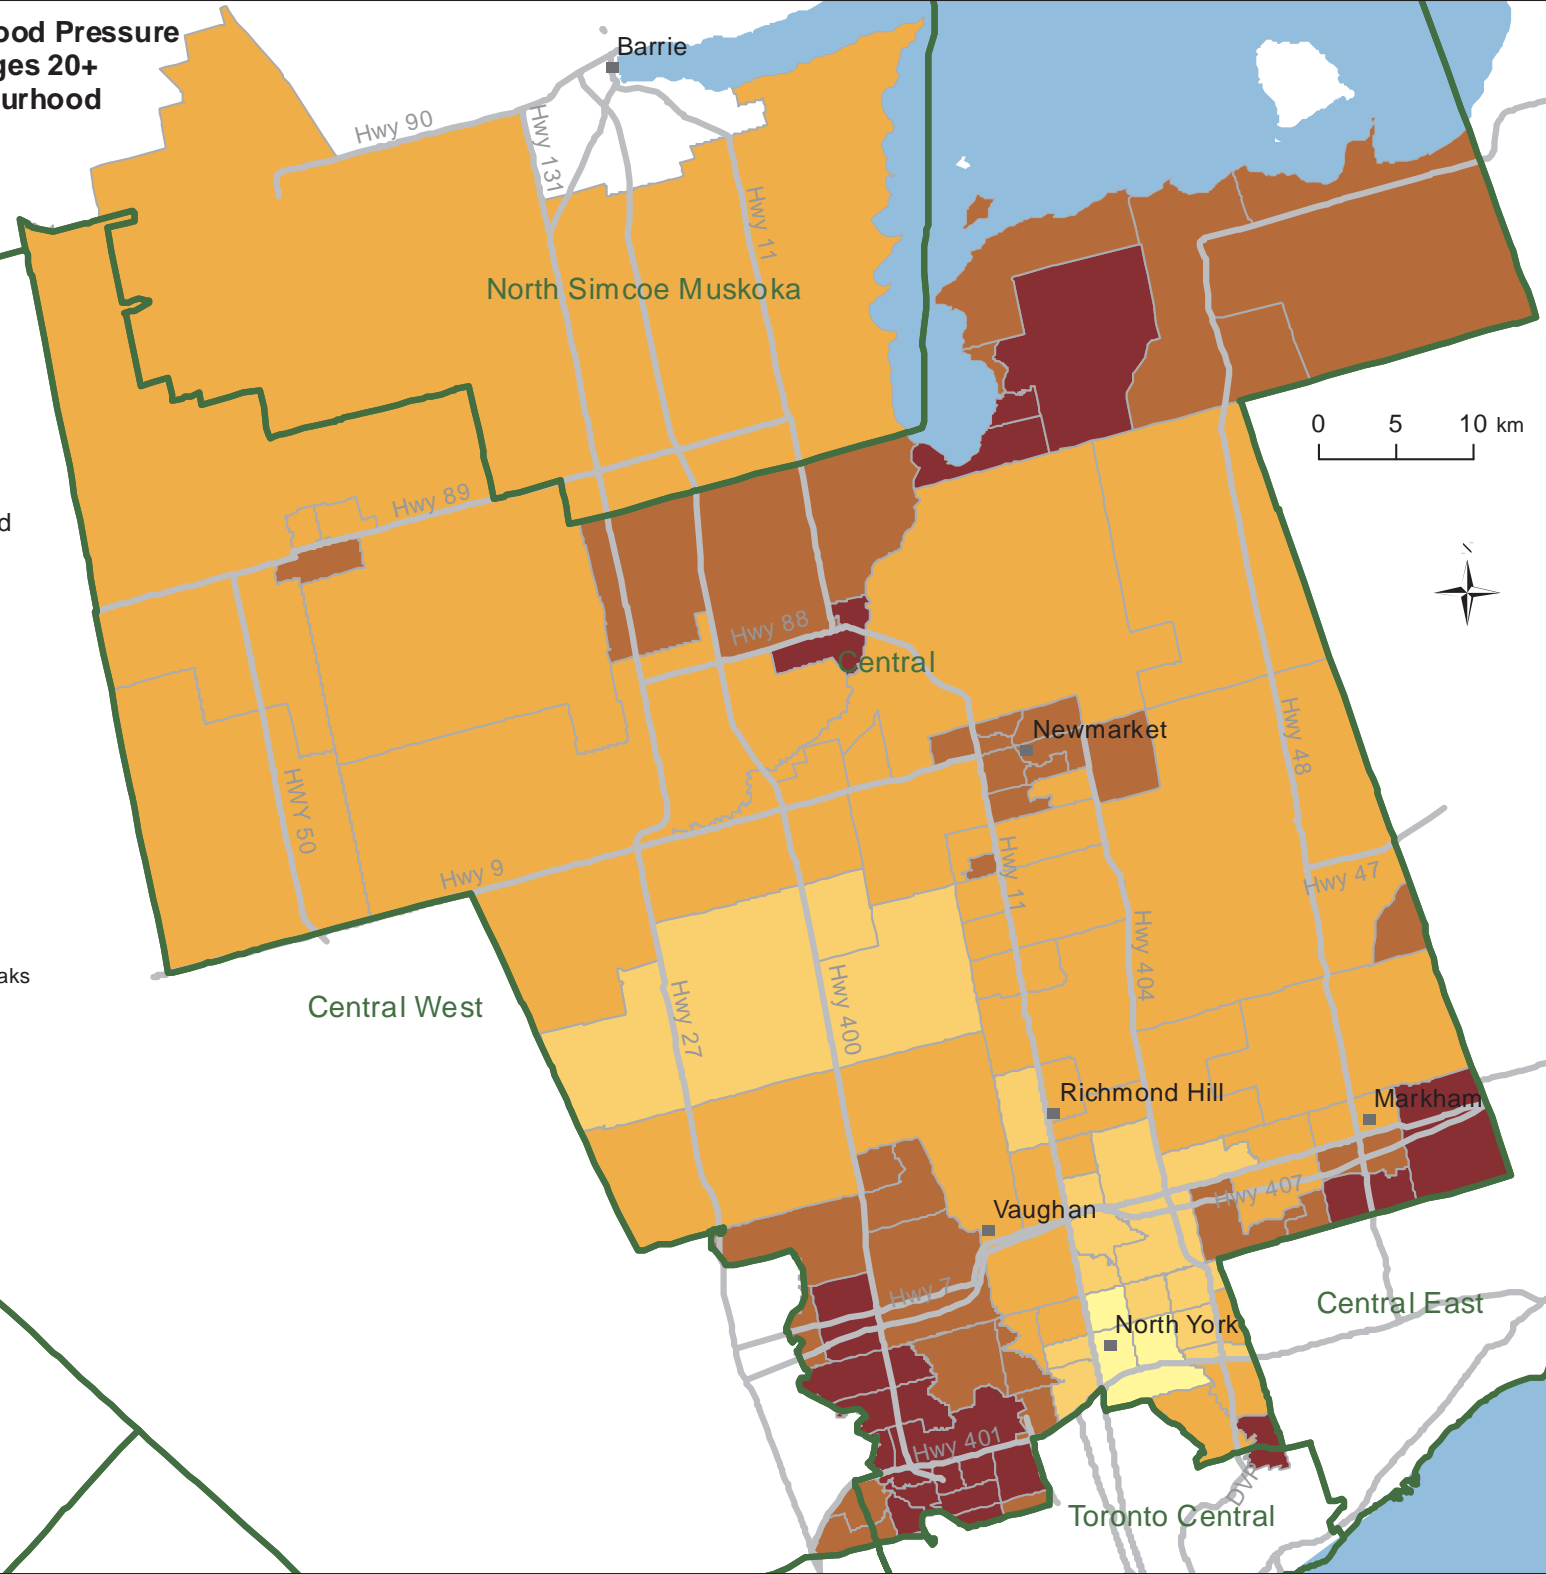 ood Pressure
ges 20+
urhood
Barrie
Hwy 90
Hwy 131
Hwy 11
North Simcoe Muskoka
0 5 10 km
Hwy 89
d
N
Hwy 88
Central
Newmarket
Hwy 48
HWY 50
Hwy 9
Hwy 11
Hwy 47
Hwy 404
aks
Central West
Hwy 27
Hwy 400
Richmond Hill
Markham
Hwy 407
Vaughan
Hwy 7
North York
Central East
Hwy 401
DVP
Toronto Central